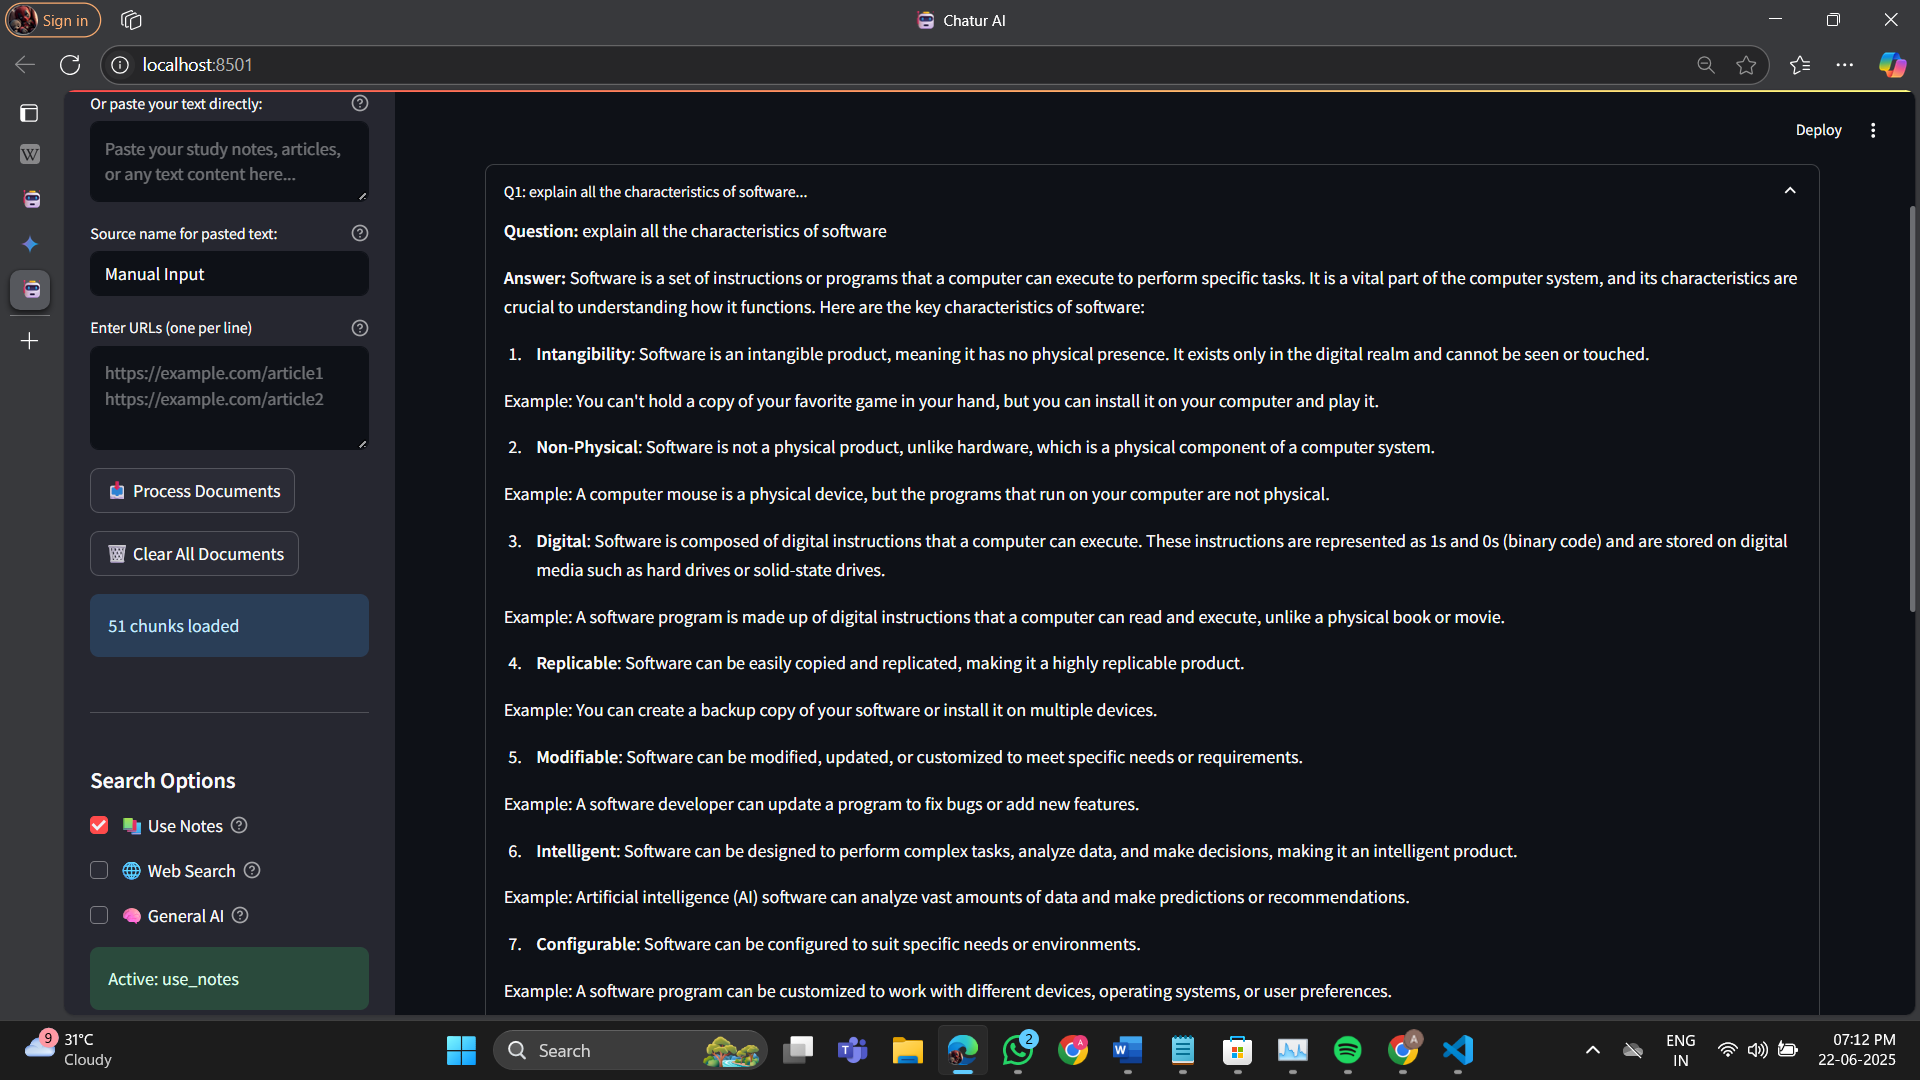 Sign in
Chatur AI
localhost:8501
Or paste your text directly:
Paste your study notes, articles,
or any text content here...
Source name for pasted text:
Manual Input
Enter URLs (one per line)
https://example.com/article1
https://example.com/article2
Process Documents
Clear All Documents
51 chunks loaded
Search Options
Use Notes
Web Search
General AI
Active: use_notes
Deploy
Q1: explain all the characteristics of software...
Question: explain all the characteristics of software
Answer: Software is a set of instructions or programs that a computer can execute to perform specific tasks. It is a vital part of the computer system, and its characteristics are
crucial to understanding how it functions. Here are the key characteristics of software:
1. Intangibility: Software is an intangible product, meaning it has no physical presence. It exists only in the digital realm and cannot be seen or touched.
Example: You can't hold a copy of your favorite game in your hand, but you can install it on your computer and play it.
2. Non-Physical: Software is not a physical product, unlike hardware, which is a physical component of a computer system.
Example: A computer mouse is a physical device, but the programs that run on your computer are not physical.
3. Digital: Software is composed of digital instructions that a computer can execute. These instructions are represented as 1s and 0s (binary code) and are stored on digital
media such as hard drives or solid-state drives.
Example: A software program is made up of digital instructions that a computer can read and execute, unlike a physical book or movie.
4. Replicable: Software can be easily copied and replicated, making it a highly replicable product.
Example: You can create a backup copy of your software or install it on multiple devices.
5. Modifiable: Software can be modified, updated, or customized to meet specific needs or requirements.
Example: A software developer can update a program to fix bugs or add new features.
6. Intelligent: Software can be designed to perform complex tasks, analyze data, and make decisions, making it an intelligent product.
Example: Artificial intelligence (AI) software can analyze vast amounts of data and make predictions or recommendations.
7. Configurable: Software can be configured to suit specific needs or environments.
Example: A software program can be customized to work with different devices, operating systems, or user preferences.
9
31°C
Cloudy
Search
2
A
A
ENG
IN
07:12 PM
22-06-2025